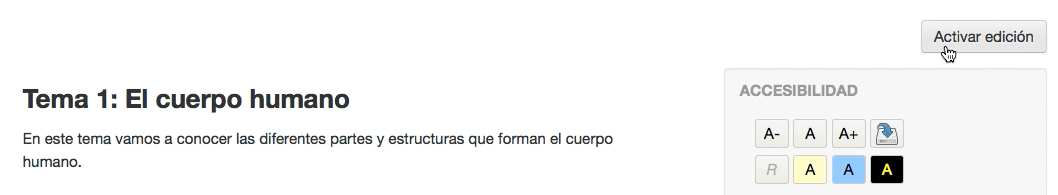 Activar edición
Tema 1: El cuerpo humano
En este tema vamos a conocer las diferentes partes y estructuras que forman el cuerpo
humano.
ACCESIBILIDAD
A- A A+
R A A A